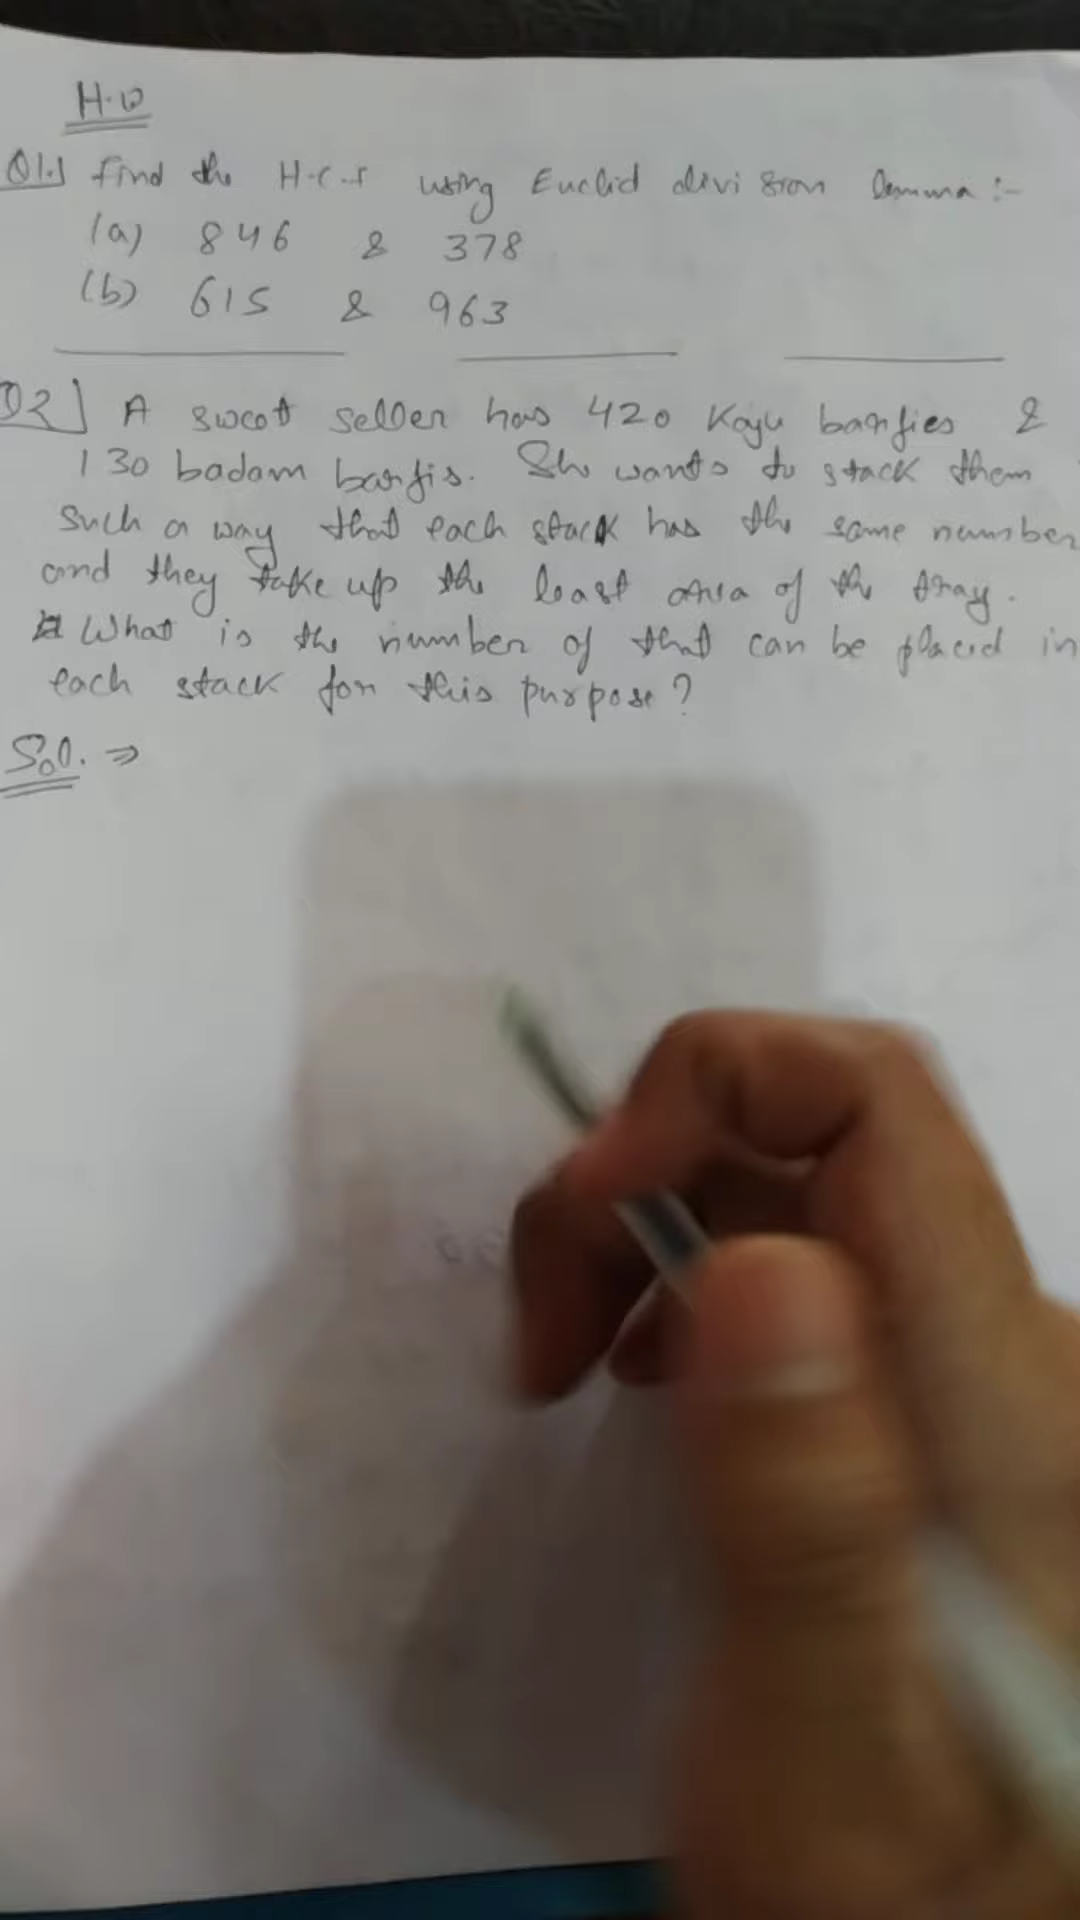 H.W
Q1.] find the H.C.F using Euclid division lemma :-
(a) 846 & 378
(b) 615 & 963
Q2] A sweet seller has 420 Kaju barfies &
130 badam barfis. She wants to stack them
such a way that each stack has the same number
and they take up the least area of the tray.
What is the number of that can be placed in
each stack for this purpose?
Sol. ⇒